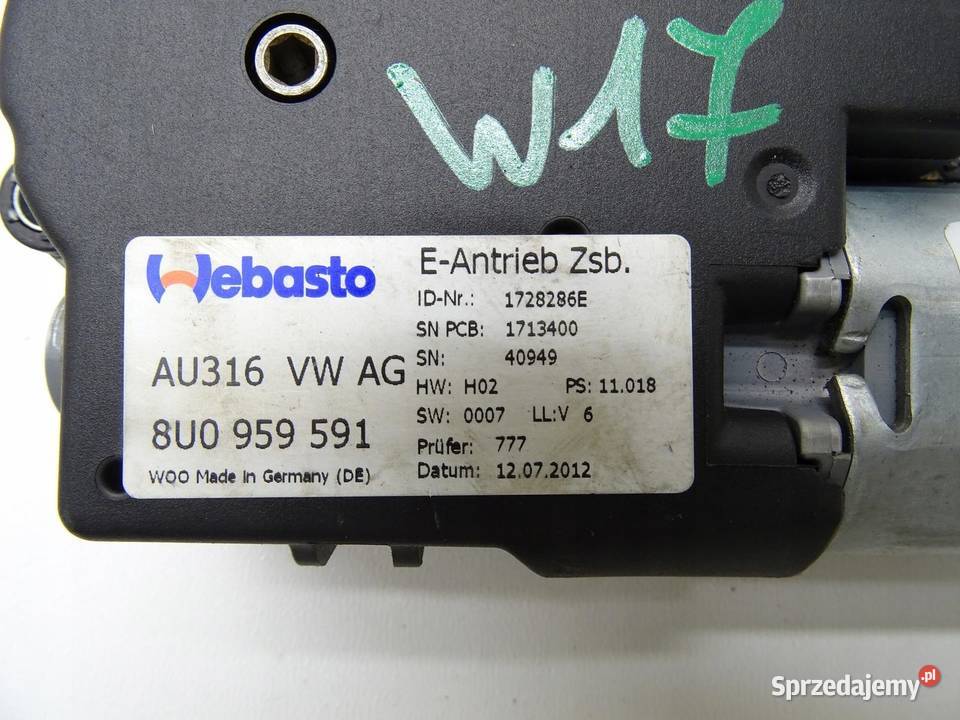 W17
Webasto
AU316 VW AG
8U0 959 591
WOO Made in Germany (DE)
E-Antrieb Zsb.
ID-Nr.: 1728286E
SN PCB: 1713400
SN: 40949
HW: H02 PS: 11.018
SW: 0007 LL:V 6
Prüfer: 777
Datum: 12.07.2012
Sprzedajemy.pl